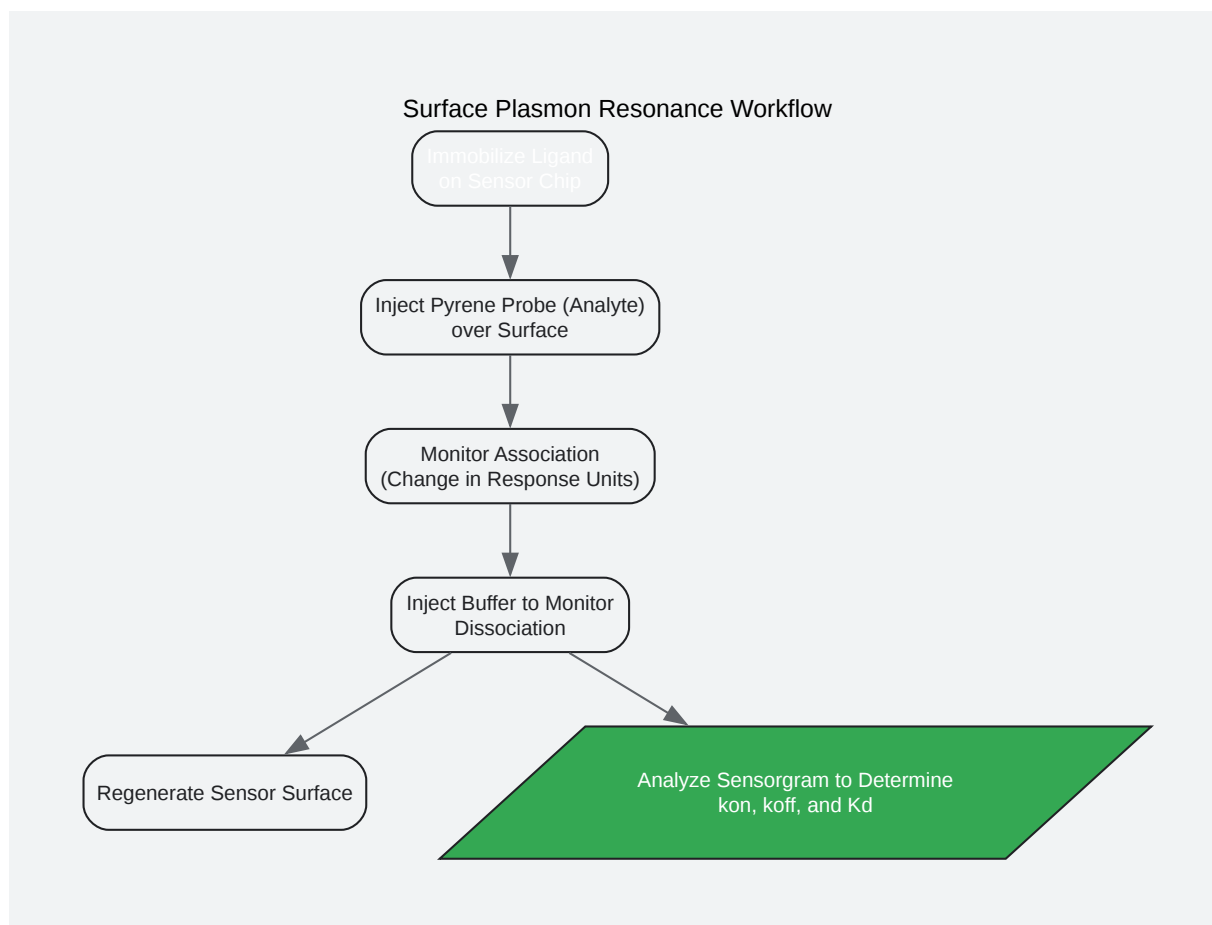 Surface Plasmon Resonance Workflow
Immobilize Ligand
on Sensor Chip
Inject Pyrene Probe (Analyte)
over Surface
Monitor Association
(Change in Response Units)
Inject Buffer to Monitor
Dissociation
Regenerate Sensor Surface
Analyze Sensorgram to Determine
kon, koff, and Kd